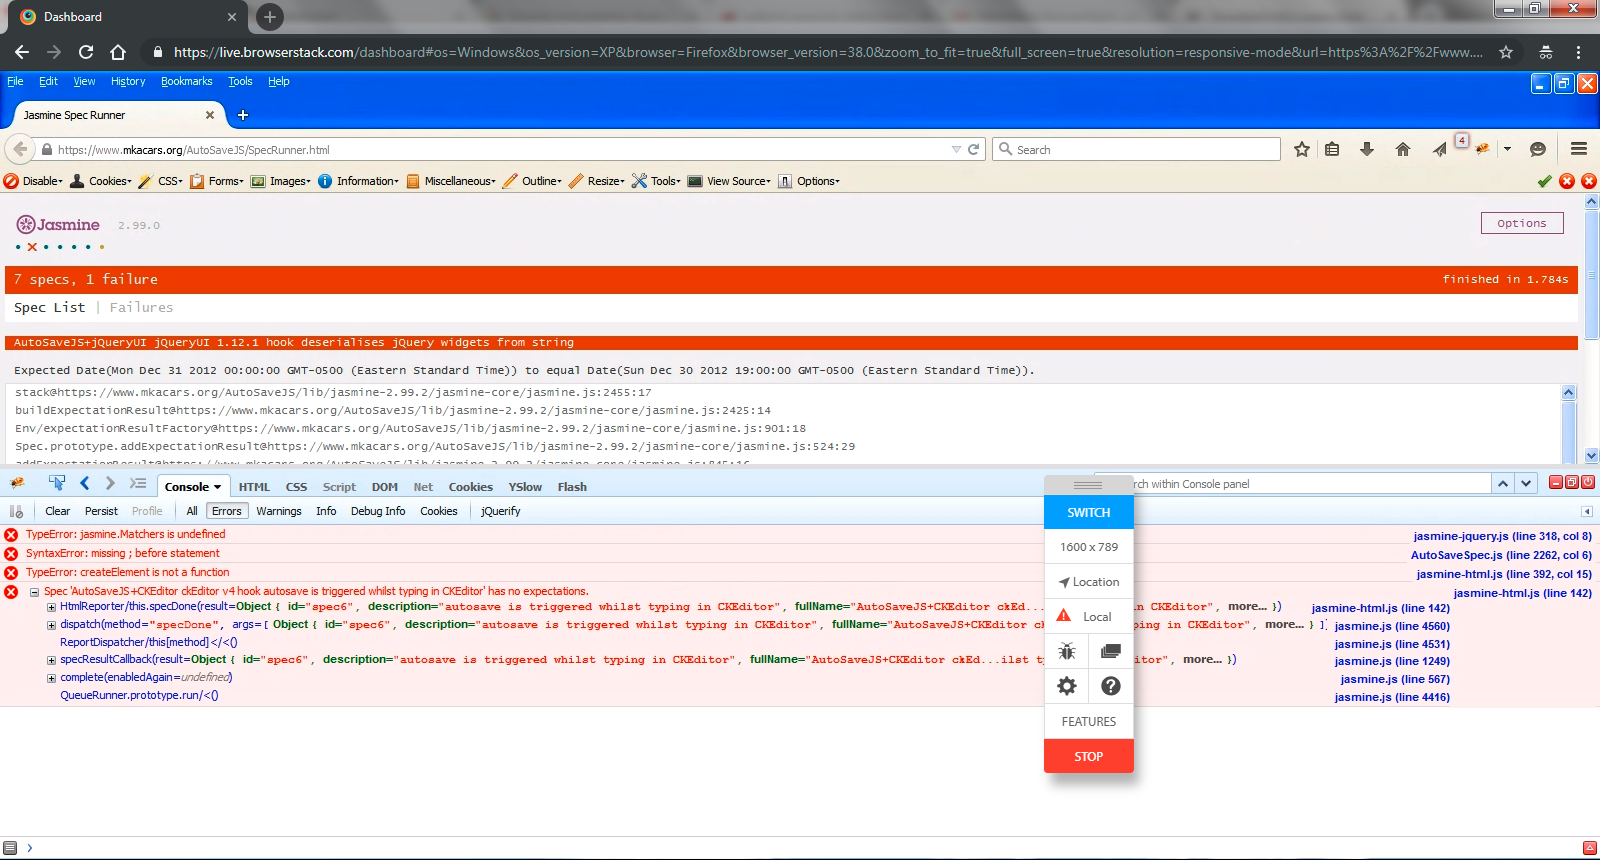 Dashboard
https://live.browserstack.com/dashboard#os=Windows&os_version=XP&browser=Firefox&browser_version=38.0&zoom_to_fit=true&full_screen=true&resolution=responsive-mode&url=https%3A%2F%2Fwww....
File Edit View History Bookmarks Tools Help
Jasmine Spec Runner
https://www.mkacars.org/AutoSaveJS/SpecRunner.html
Search
4
Disable Cookies CSS Forms Images Information Miscellaneous Outline Resize Tools View Source Options
Jasmine 2.99.0
Options
7 specs, 1 failure
finished in 1.784s
Spec List | Failures
AutoSaveJS+jQueryUI jQueryUI 1.12.1 hook deserialises jQuery widgets from string
Expected Date(Mon Dec 31 2012 00:00:00 GMT-0500 (Eastern Standard Time)) to equal Date(Sun Dec 30 2012 19:00:00 GMT-0500 (Eastern Standard Time)).
stack@https://www.mkacars.org/AutoSaveJS/lib/jasmine-2.99.2/jasmine-core/jasmine.js:2455:17
buildExpectationResult@https://www.mkacars.org/AutoSaveJS/lib/jasmine-2.99.2/jasmine-core/jasmine.js:2425:14
Env/expectationResultFactory@https://www.mkacars.org/AutoSaveJS/lib/jasmine-2.99.2/jasmine-core/jasmine.js:901:18
Spec.prototype.addExpectationResult@https://www.mkacars.org/AutoSaveJS/lib/jasmine-2.99.2/jasmine-core/jasmine.js:524:29
Console HTML CSS Script DOM Net Cookies YSlow Flash
rch within Console panel
Clear Persist Profile All Errors Warnings Info Debug Info Cookies jQuerify
TypeError: jasmine.Matchers is undefined
jasmine-jquery.js (line 318, col 8)
SyntaxError: missing ; before statement
AutoSaveSpec.js (line 2262, col 6)
TypeError: createElement is not a function
jasmine-html.js (line 392, col 15)
Spec 'AutoSaveJS+CKEditor ckEditor v4 hook autosave is triggered whilst typing in CKEditor' has no expectations.
jasmine-html.js (line 142)
HtmlReporter/this.specDone(result=Object { id="spec6", description="autosave is triggered whilst typing in CKEditor", fullName="AutoSaveJS+CKEditor ckEd... in CKEditor", more... })
jasmine-html.js (line 142)
dispatch(method="specDone", args=[ Object { id="spec6", description="autosave is triggered whilst typing in CKEditor", fullName="AutoSaveJS+CKEditor ping in CKEditor", more... } ]
jasmine.js (line 4560)
ReportDispatcher/this[method]</<()
jasmine.js (line 4531)
specResultCallback(result=Object { id="spec6", description="autosave is triggered whilst typing in CKEditor", fullName="AutoSaveJS+CKEditor ckEd...ilst ty itor", more... })
jasmine.js (line 1249)
complete(enabledAgain=undefined)
jasmine.js (line 567)
QueueRunner.prototype.run/<()
jasmine.js (line 4416)
SWITCH
1600 x 789
Location
Local
FEATURES
STOP